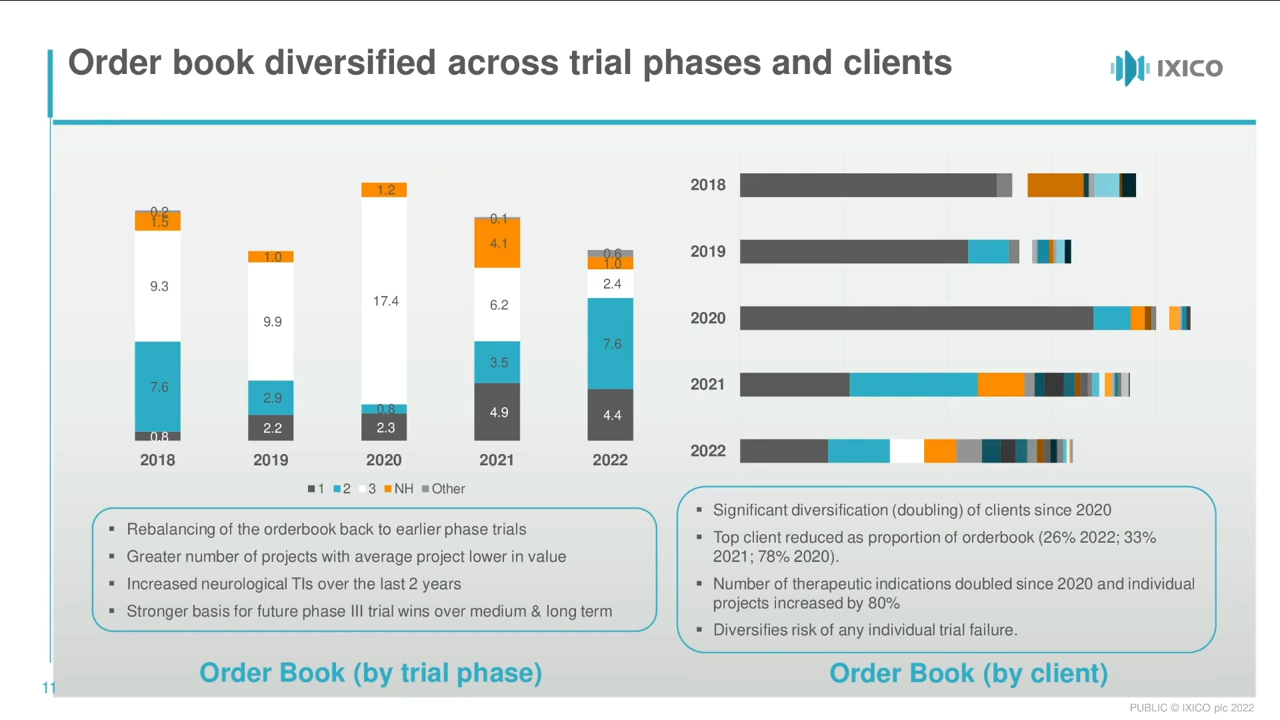 Order book diversified across trial phases and clients
IXICO
0.2
1.5
9.3
7.6
0.8
1.0
9.9
2.9
2.2
1.2
17.4
0.8
2.3
0.1
4.1
6.2
3.5
4.9
0.6
1.0
2.4
7.6
4.4
2018 2019 2020 2021 2022
1 2 3 NH Other
▪ Rebalancing of the orderbook back to earlier phase trials
▪ Greater number of projects with average project lower in value
▪ Increased neurological TIs over the last 2 years
▪ Stronger basis for future phase III trial wins over medium & long term
Order Book (by trial phase)
2018
2019
2020
2021
2022
▪ Significant diversification (doubling) of clients since 2020
▪ Top client reduced as proportion of orderbook (26% 2022; 33%
2021; 78% 2020).
▪ Number of therapeutic indications doubled since 2020 and individual
projects increased by 80%
▪ Diversifies risk of any individual trial failure.
Order Book (by client)
11
PUBLIC © IXICO plc 2022